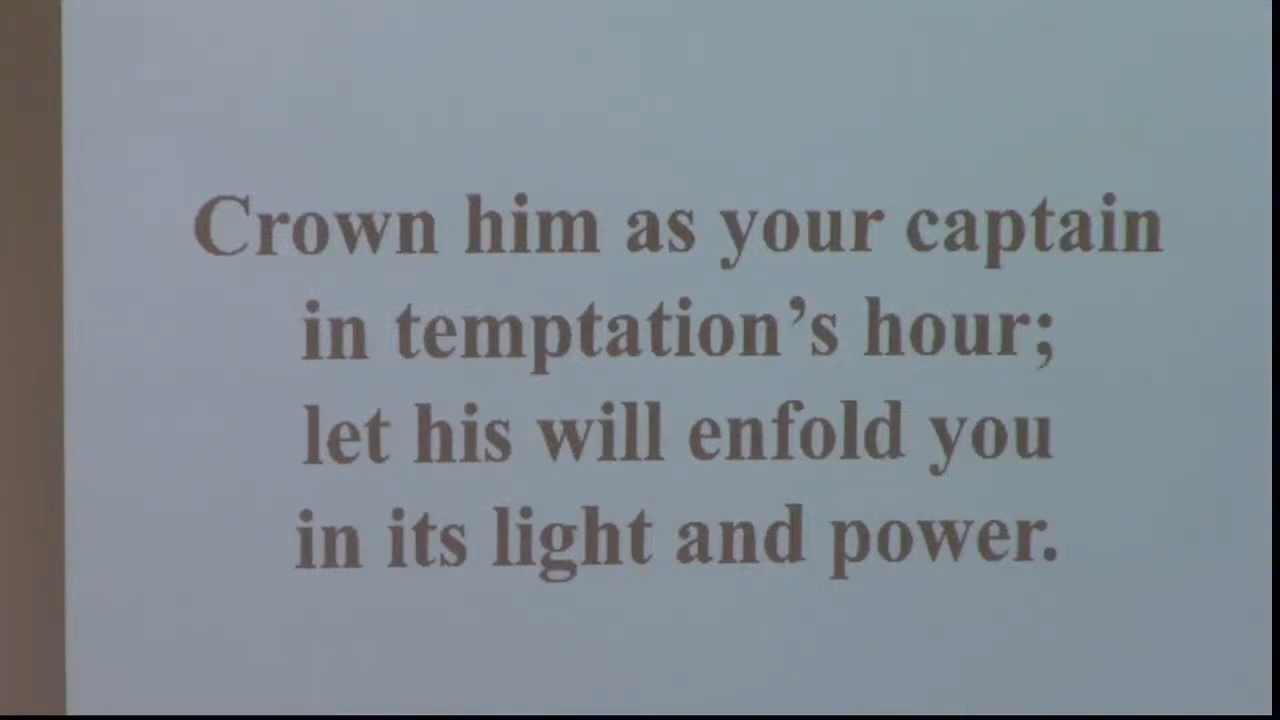 Crown him as your captain
in temptation’s hour;
let his will enfold you
in its light and power.